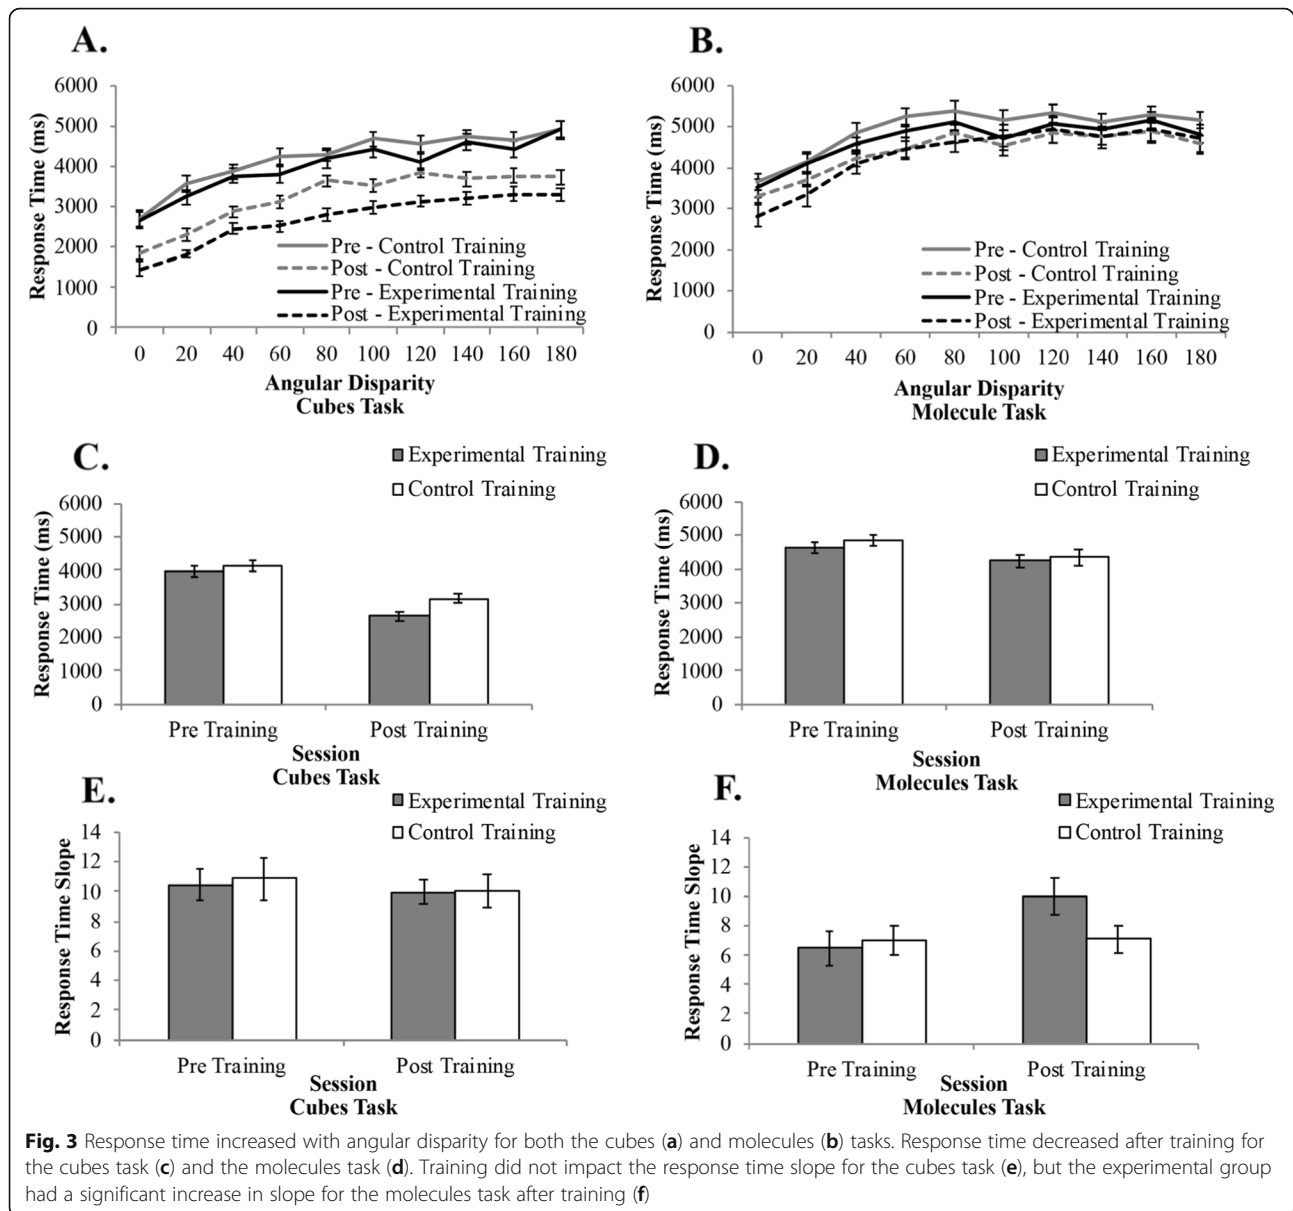 A.
6000
5000
4000
3000
2000
1000
0
Response Time (ms)
Pre - Control Training
Post - Control Training
Pre - Experimental Training
Post - Experimental Training
0 20 40 60 80 100 120 140 160 180
Angular Disparity
Cubes Task
B.
6000
5000
4000
3000
2000
1000
0
Response Time (ms)
Pre - Control Training
Post - Control Training
Pre - Experimental Training
Post - Experimental Training
0 20 40 60 80 100 120 140 160 180
Angular Disparity
Molecule Task
C.
Experimental Training
Control Training
6000
5000
4000
3000
2000
1000
0
Response Time (ms)
Pre Training Post Training
Session
Cubes Task
D.
Experimental Training
Control Training
6000
5000
4000
3000
2000
1000
0
Response Time (ms)
Pre Training Post Training
Session
Molecules Task
E.
Experimental Training
Control Training
14
12
10
8
6
4
2
0
Response Time Slope
Pre Training Post Training
Session
Cubes Task
F.
Experimental Training
Control Training
14
12
10
8
6
4
2
0
Response Time Slope
Pre Training Post Training
Session
Molecules Task
Fig. 3 Response time increased with angular disparity for both the cubes (a) and molecules (b) tasks. Response time decreased after training for
the cubes task (c) and the molecules task (d). Training did not impact the response time slope for the cubes task (e), but the experimental group
had a significant increase in slope for the molecules task after training (f)